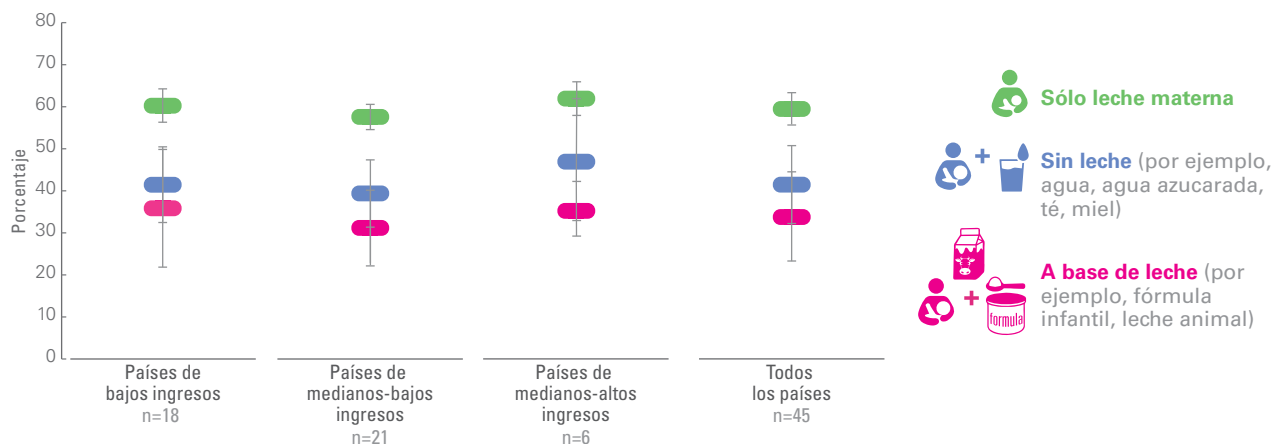 80
70
60
50
40
30
20
10
0
Porcentaje
Países de
bajos ingresos
n=18
Países de
medianos-bajos
ingresos
n=21
Países de
medianos-altos
ingresos
n=6
Todos
los países
n=45
Sólo leche materna
+
Sin leche (por ejemplo,
agua, agua azucarada,
té, miel)
+
formula
A base de leche (por
ejemplo, fórmula
infantil, leche animal)